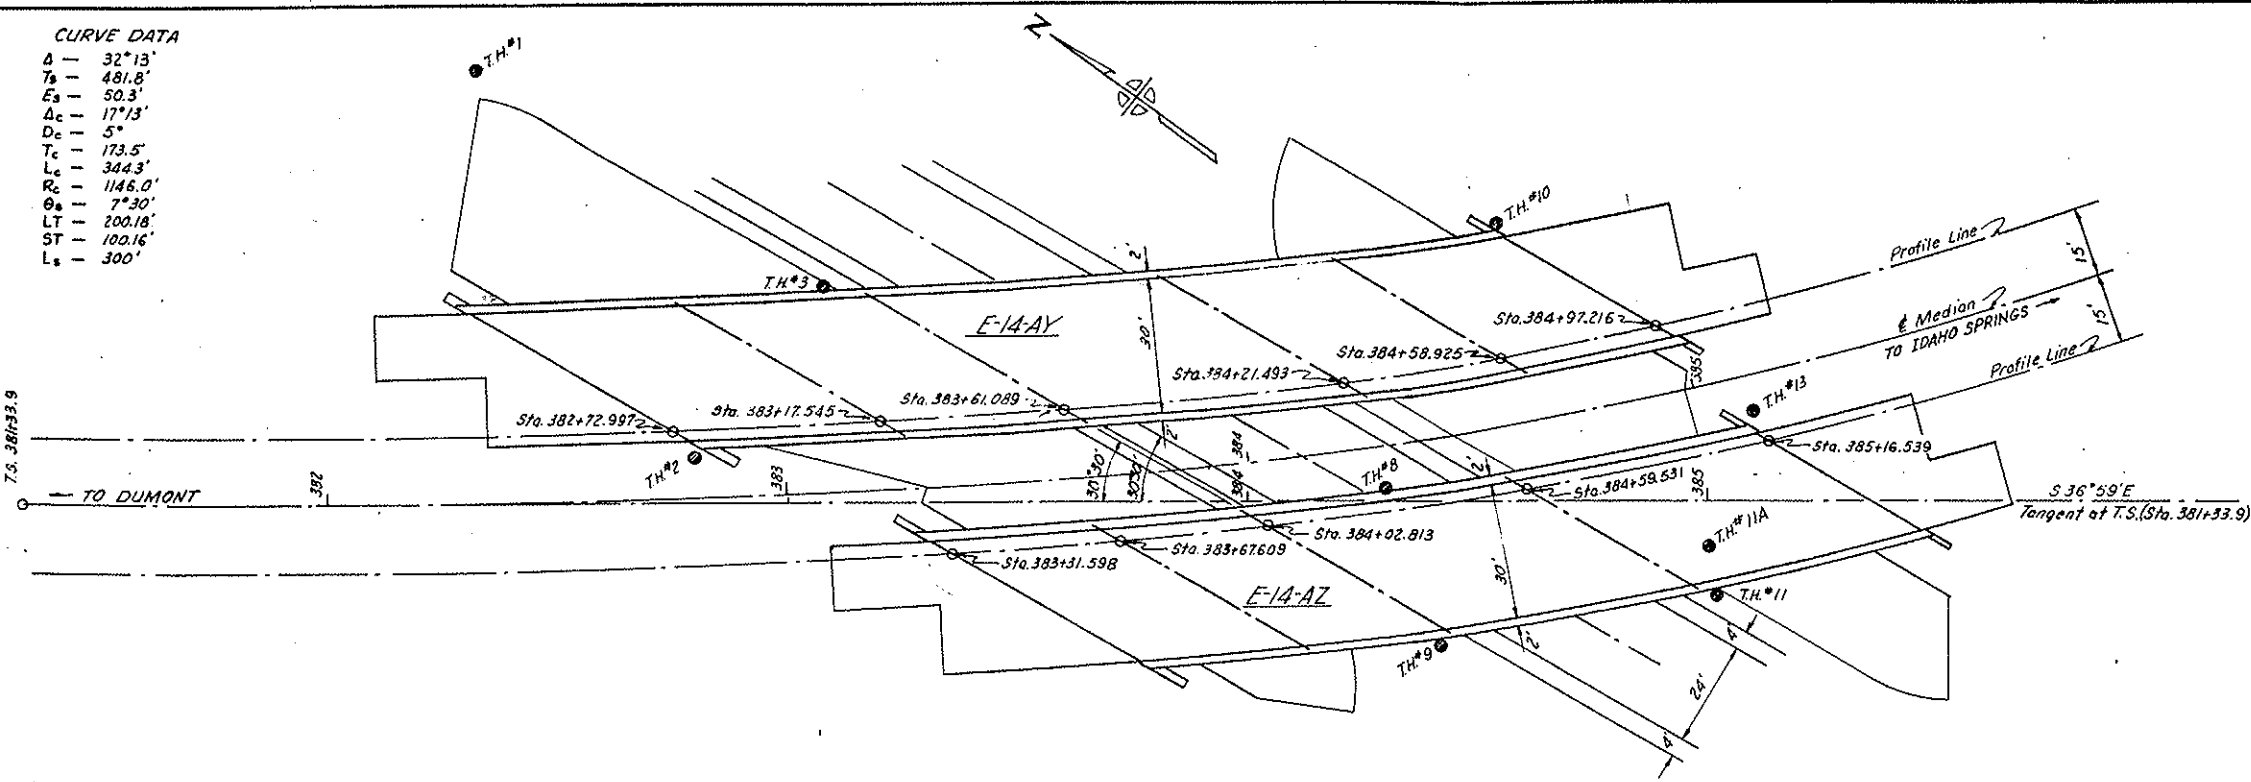 CURVE DATA
Δ — 32°13'
Ts — 481.8'
Es — 50.3'
Δc — 17°13'
Dc — 5°
Tc — 173.5'
Lc — 344.3'
Rc — 1146.0'
θs — 7°30'
LT — 200.18'
ST — 100.16'
Ls — 300'
T.H.#1
N
T.H.#10
T.H.#3
2'
E-14-AY
30'
Profile Line
15'
℄ Median
TO IDAHO SPRINGS
15'
Profile Line
Sta. 384+97.216
Sta. 384+58.925
Sta. 384+21.493
Sta. 383+61.089
Sta. 383+17.545
Sta. 382+72.997
385
T.H.#13
T.H.#2
2'
T.S. 381+33.9
TO DUMONT
382
383
30°30'
30°30'
384
384
T.H.#8
2'
Sta. 385+16.539
Sta. 384+59.531
385
S 36°59'E
Tangent at T.S.(Sta. 381+33.9)
Sta. 384+02.813
Sta. 383+67.609
Sta. 383+31.598
T.H.#11A
E-14-AZ
30'
T.H.#11
2'
T.H.#9
4'
24'
4'